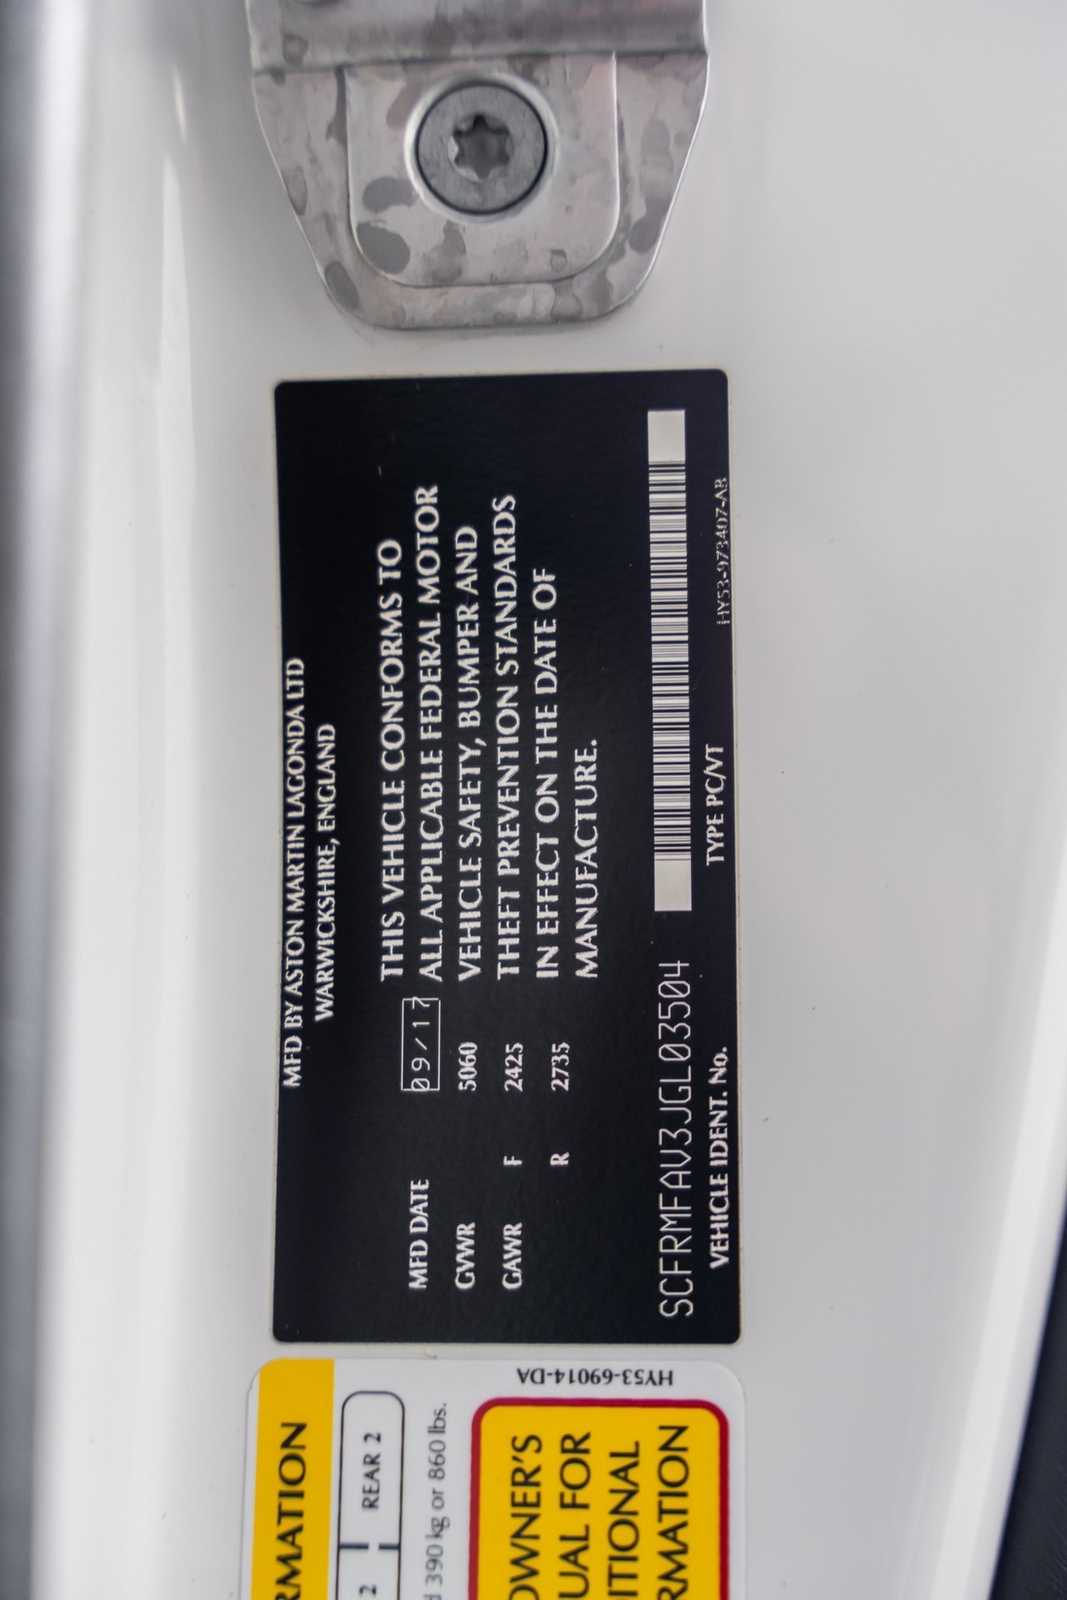 MFD BY ASTON MARTIN LAGONDA LTD
WARWICKSHIRE, ENGLAND
THIS VEHICLE CONFORMS TO
MFD DATE 09/17 ALL APPLICABLE FEDERAL MOTOR
GVWR 5060 VEHICLE SAFETY, BUMPER AND
GAWR F 2425 THEFT PREVENTION STANDARDS
R 2735 IN EFFECT ON THE DATE OF
MANUFACTURE.
SCFRMFAV3JGL03504
VEHICLE IDENT. No. TYPE PC/VT HY53-973407-AB
HY53-69014-DA
RMATION
2 REAR 2
d 390 kg or 860 lbs.
OWNER'S
UAL FOR
ITIONAL
RMATION